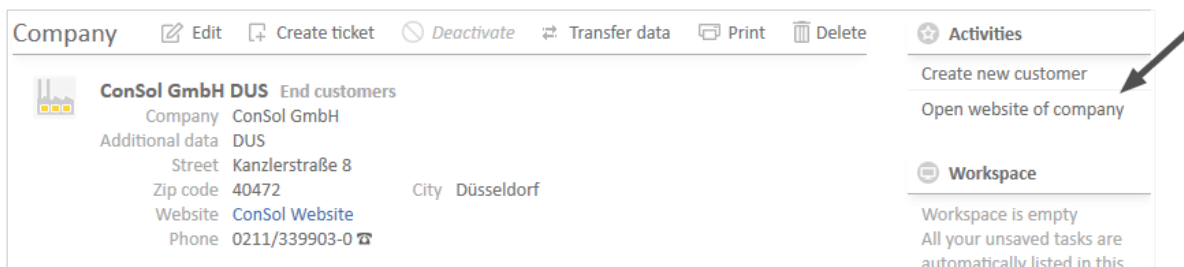 Company Edit Create ticket Deactivate Transfer data Print Delete
ConSol GmbH DUS End customers
Company ConSol GmbH
Additional data DUS
Street Kanzlerstraße 8
Zip code 40472 City Düsseldorf
Website ConSol Website
Phone 0211/339903-0 ☎
Activities
Create new customer
Open website of company
Workspace
Workspace is empty
All your unsaved tasks are
automatically listed in this